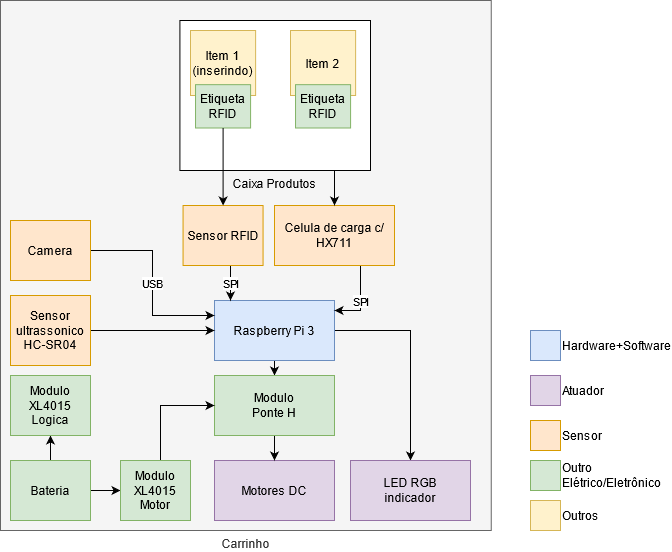 Item 1
(inserindo)
Item 2
Etiqueta
RFID
Etiqueta
RFID
Caixa Produtos
Sensor RFID
Celula de carga c/
HX711
Camera
USB
SPI
SPI
Sensor
ultrassonico
HC-SR04
Raspberry Pi 3
Modulo
XL4015
Logica
Modulo
Ponte H
Bateria
Modulo
XL4015
Motor
Motores DC
LED RGB
indicador
Carrinho
Hardware+Software
Atuador
Sensor
Outro
Elétrico/Eletrônico
Outros